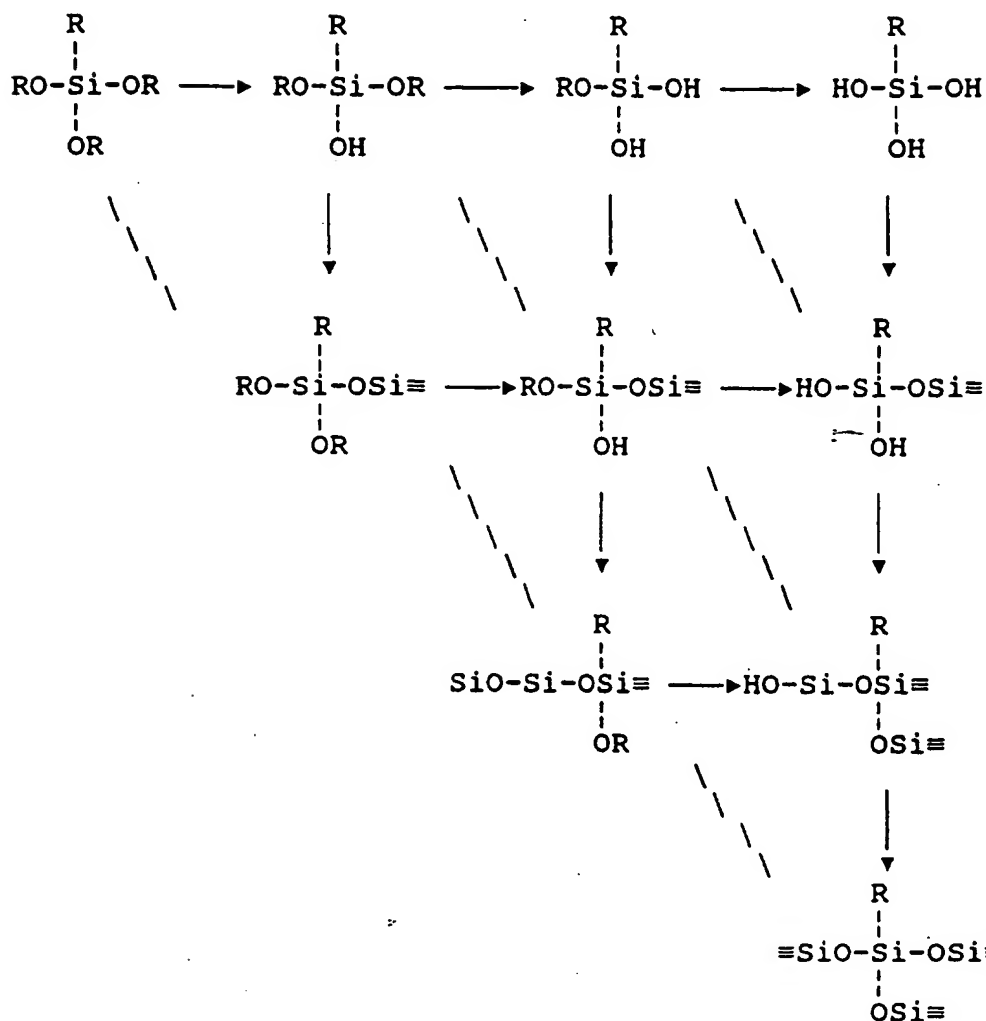 R R R R
RO-Si-OR RO-Si-OR RO-Si-OH HO-Si-OH
OR OH OH OH
R R R
RO-Si-OSi≡ RO-Si-OSi≡ HO-Si-OSi≡
OR OH OH
R R
SiO-Si-OSi≡ HO-Si-OSi≡
OR OSi≡
R
≡SiO-Si-OSi≡
OSi≡